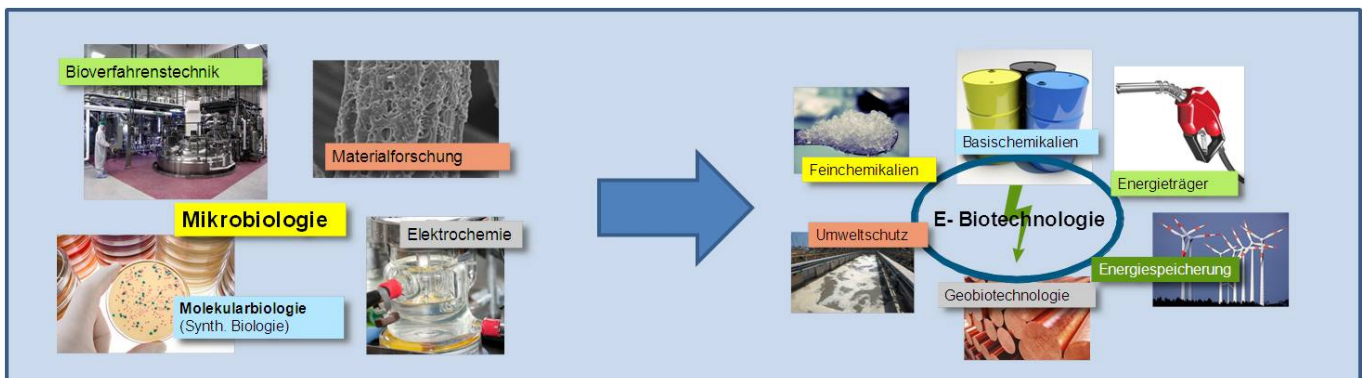 Bioverfahrenstechnik
Materialforschung
Mikrobiologie
Elektrochemie
Molekularbiologie
(Synth. Biologie)
Basischemikalien
Feinchemikalien
Energieträger
E- Biotechnologie
Umweltschutz
Energiespeicherung
Geobiotechnologie